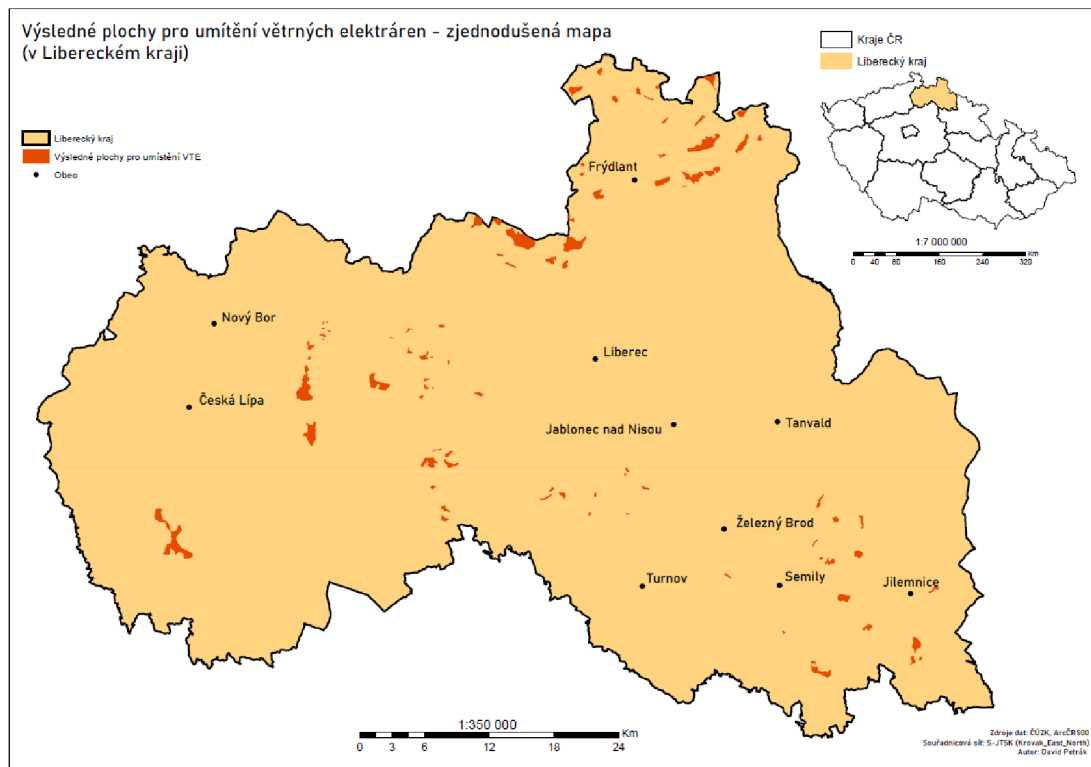 Výsledné plochy pro umítění větrných elektráren - zjednodušená mapa
(v Libereckém kraji)
Kraje ČR
Liberecký kraj
Liberecký kraj
Výsledné plochy pro umístění VTE
Obec
1:7 000 000
Km
0 40 80 160 240 320
Frýdlant
Nový Bor
Liberec
Česká Lípa
Jablonec nad Nisou
Tanvald
Železný Brod
Turnov
Semily
Jilemnice
1:350 000
Km
0 3 6 12 18 24
Zdroje dat: ČÚZK, ArcČR500
Souřadnicová síť: S-JTSK (Krovak_East_North)
Autor: David Petrák